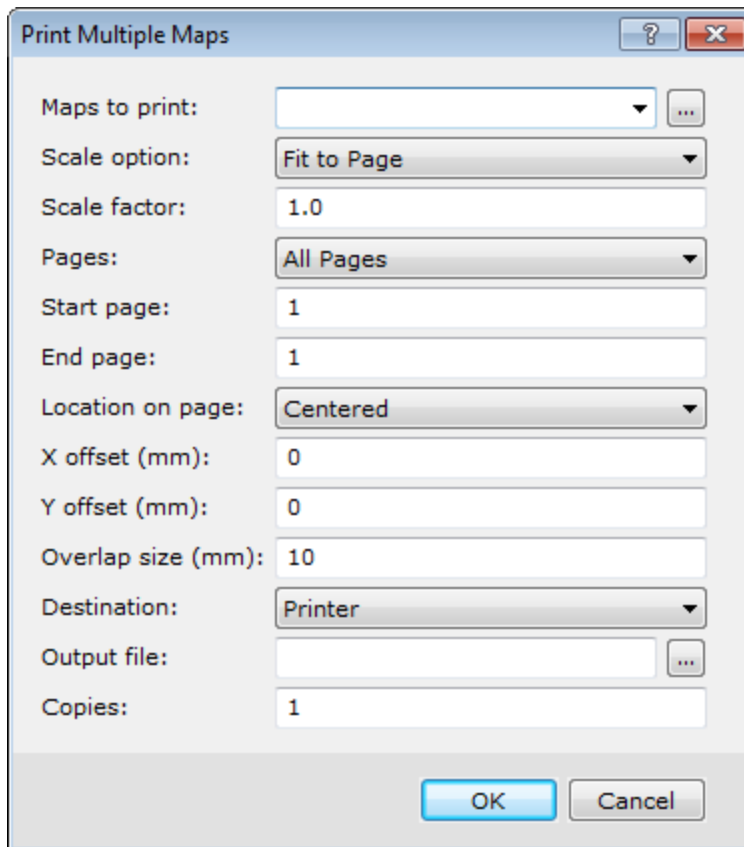 Print Multiple Maps
?
Maps to print:
...
Scale option: Fit to Page
Scale factor: 1.0
Pages: All Pages
Start page: 1
End page: 1
Location on page: Centered
X offset (mm): 0
Y offset (mm): 0
Overlap size (mm): 10
Destination: Printer
Output file:
...
Copies: 1
OK Cancel